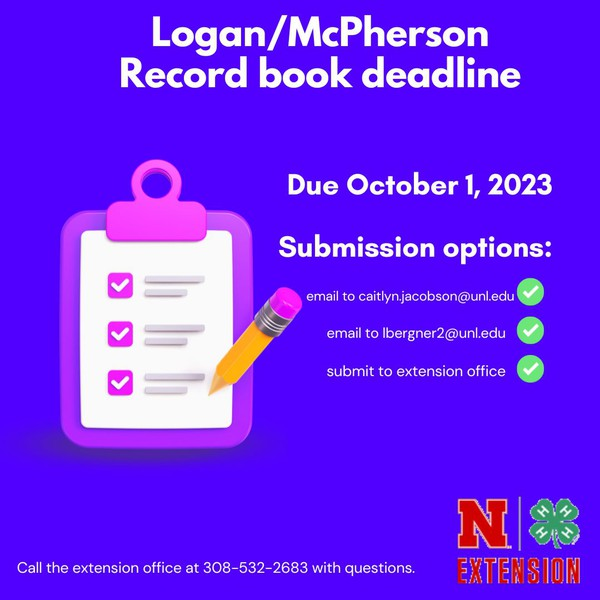 Logan/McPherson
Record book deadline
Due October 1, 2023
Submission options:
email to caitlyn.jacobson@unl.edu
email to lbergner2@unl.edu
submit to extension office
N
H H H H
EXTENSION
Call the extension office at 308-532-2683 with questions.